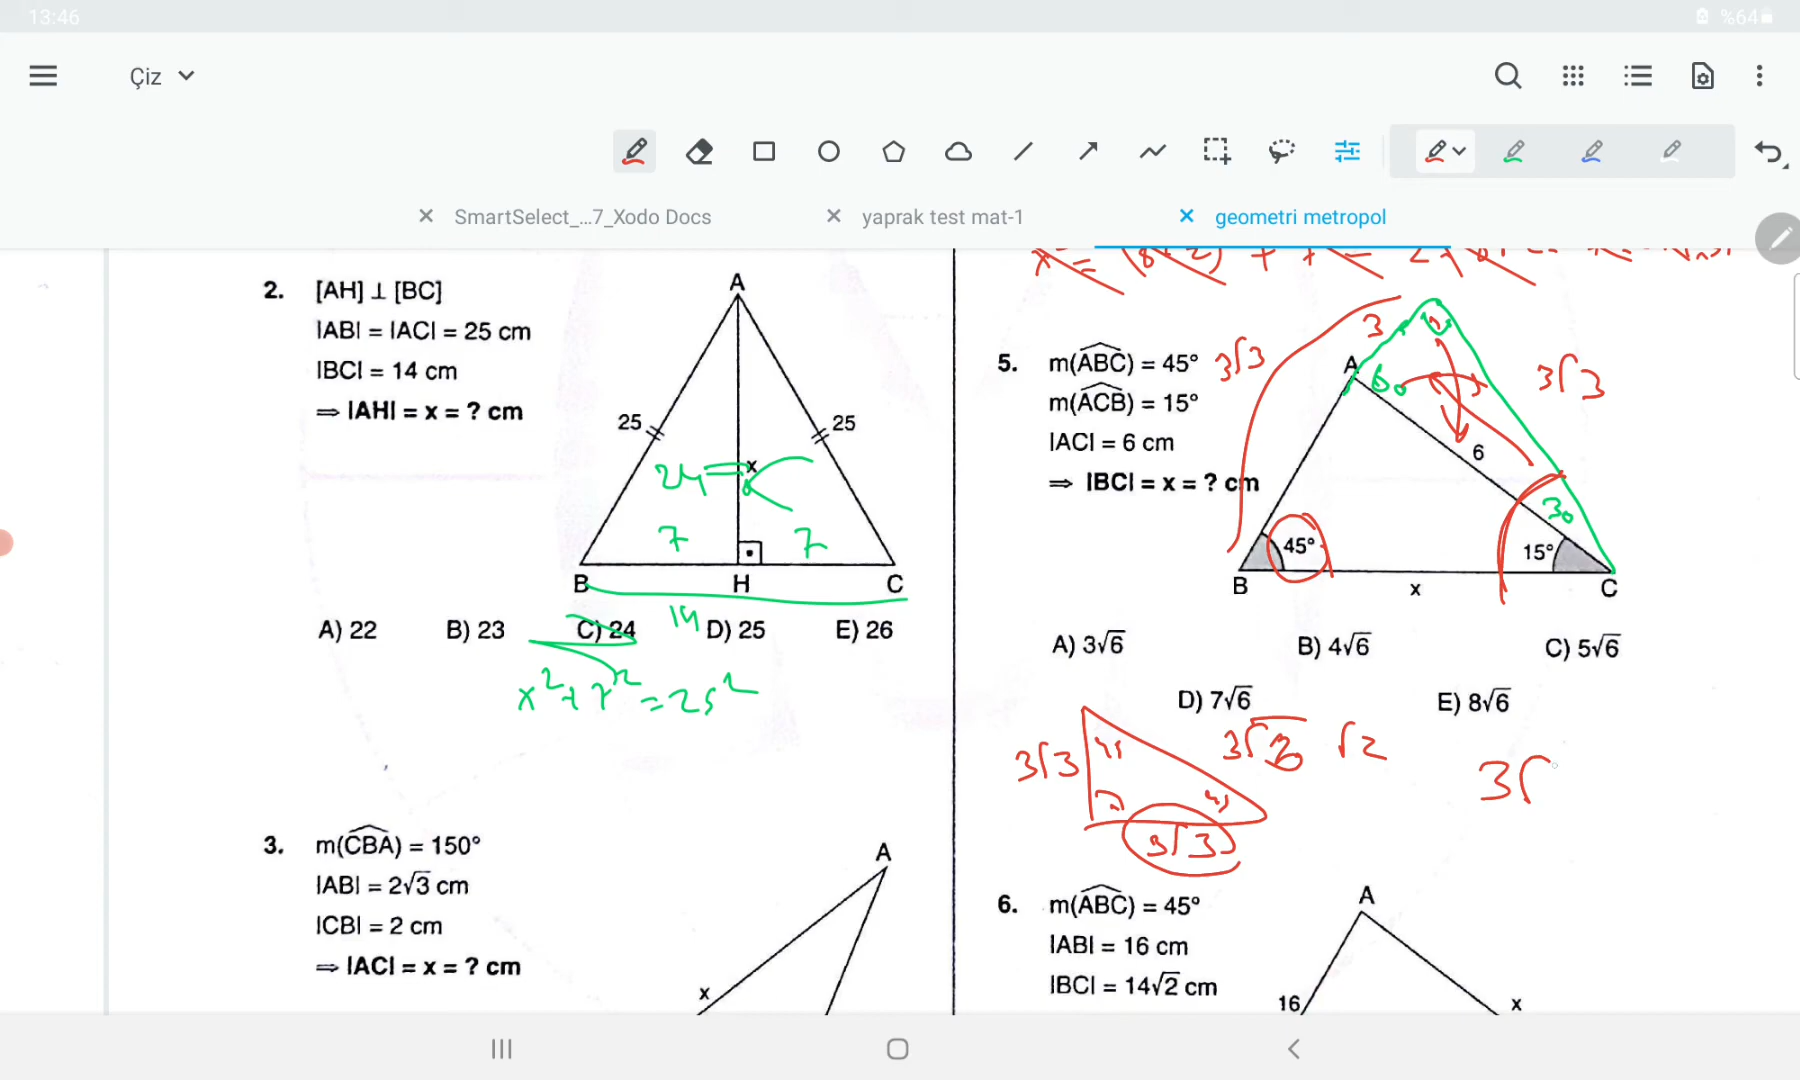 13:46
%64
Çiz
SmartSelect_...7_Xodo Docs
yaprak test mat-1
geometri metropol
2. [AH] ⊥ [BC]
|AB| = |AC| = 25 cm
|BC| = 14 cm
⇒ |AH| = x = ? cm
A
25
25
24
x
7
7
B
H
C
14
A) 22 B) 23 C) 24 D) 25 E) 26
x²+7²=25²
3. m(CBA) = 150°
|AB| = 2√3 cm
|CB| = 2 cm
⇒ |AC| = x = ? cm
A
x
5. m(ABC) = 45°
m(ACB) = 15°
|AC| = 6 cm
⇒ |BC| = x = ? cm
3√3
3
A
60
3√3
6
30
45°
15°
B
x
C
A) 3√6 B) 4√6 C) 5√6
D) 7√6 E) 8√6
3√3
45
45
√2
3√3
3√
6. m(ABC) = 45°
|AB| = 16 cm
|BC| = 14√2 cm
A
16
x